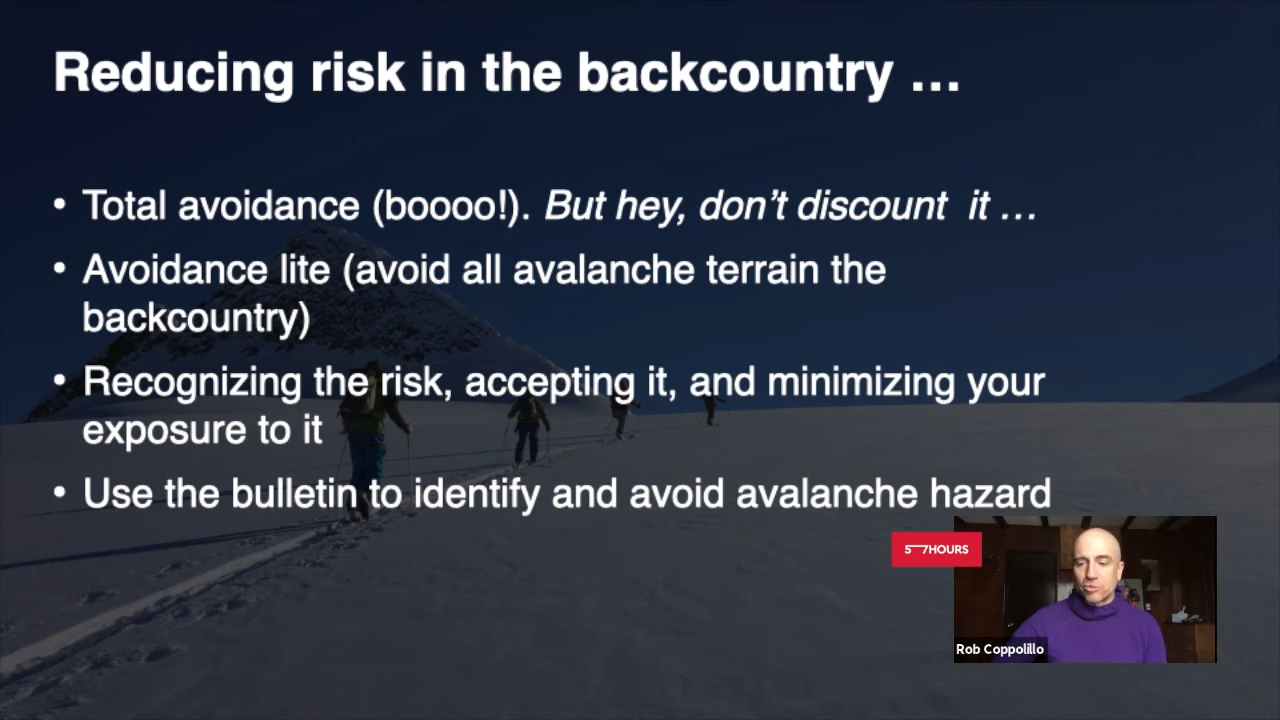 Reducing risk in the backcountry …
• Total avoidance (boooo!). But hey, don’t discount it …
• Avoidance lite (avoid all avalanche terrain the
backcountry)
• Recognizing the risk, accepting it, and minimizing your
exposure to it
• Use the bulletin to identify and avoid avalanche hazard
57HOURS
Rob Coppolillo